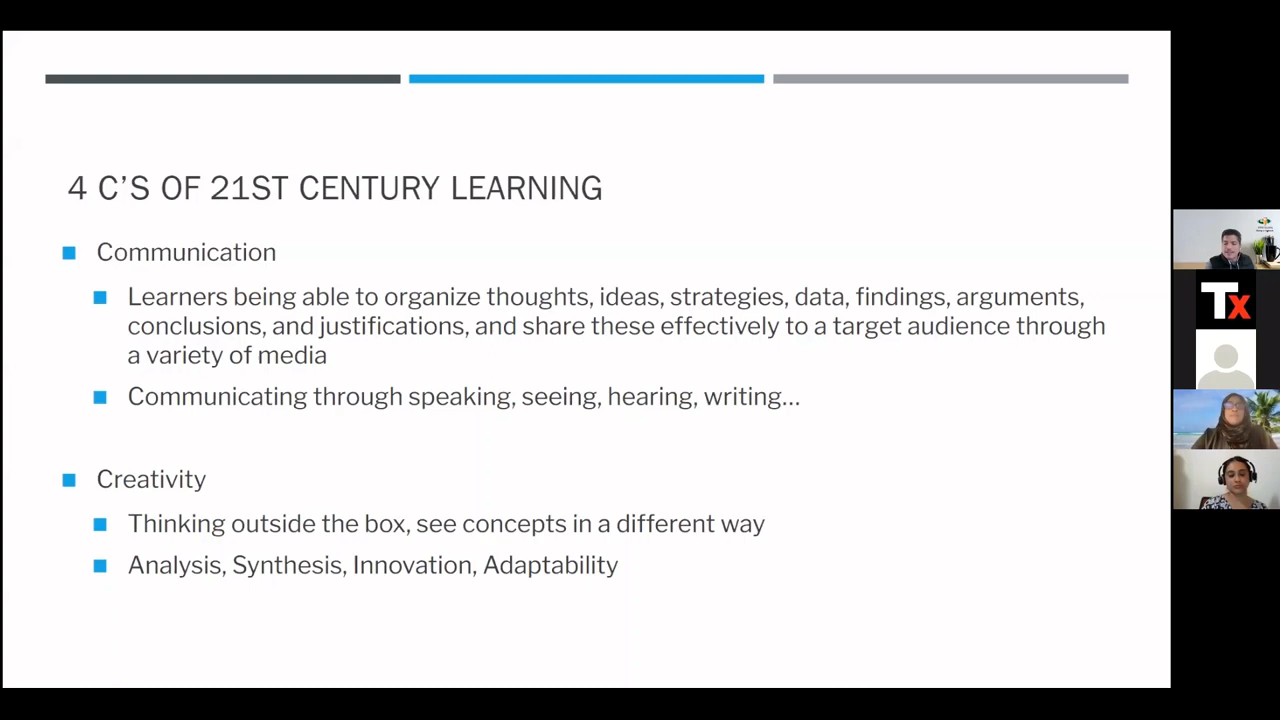 4 C’S OF 21ST CENTURY LEARNING
Communication
Learners being able to organize thoughts, ideas, strategies, data, findings, arguments,
conclusions, and justifications, and share these effectively to a target audience through
a variety of media
Communicating through speaking, seeing, hearing, writing...
Creativity
Thinking outside the box, see concepts in a different way
Analysis, Synthesis, Innovation, Adaptability
Tx